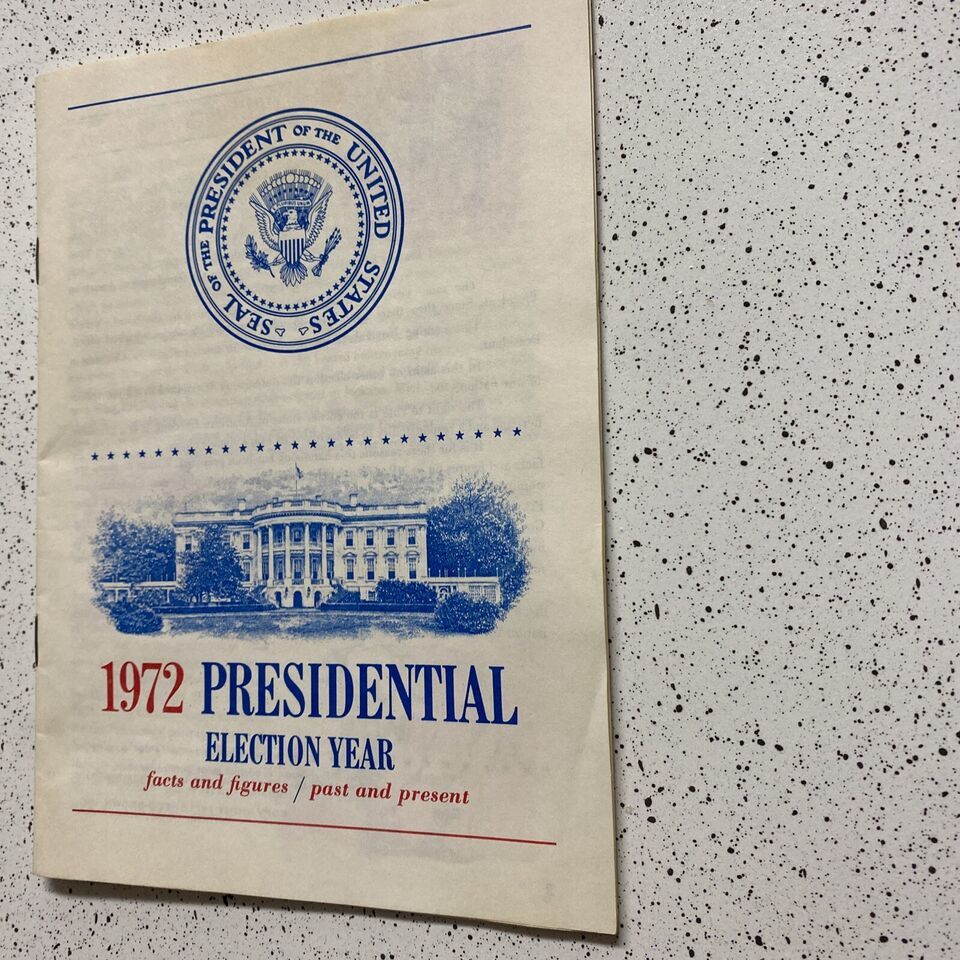 SEAL OF THE PRESIDENT OF THE UNITED STATES
1972 PRESIDENTIAL
ELECTION YEAR
facts and figures / past and present